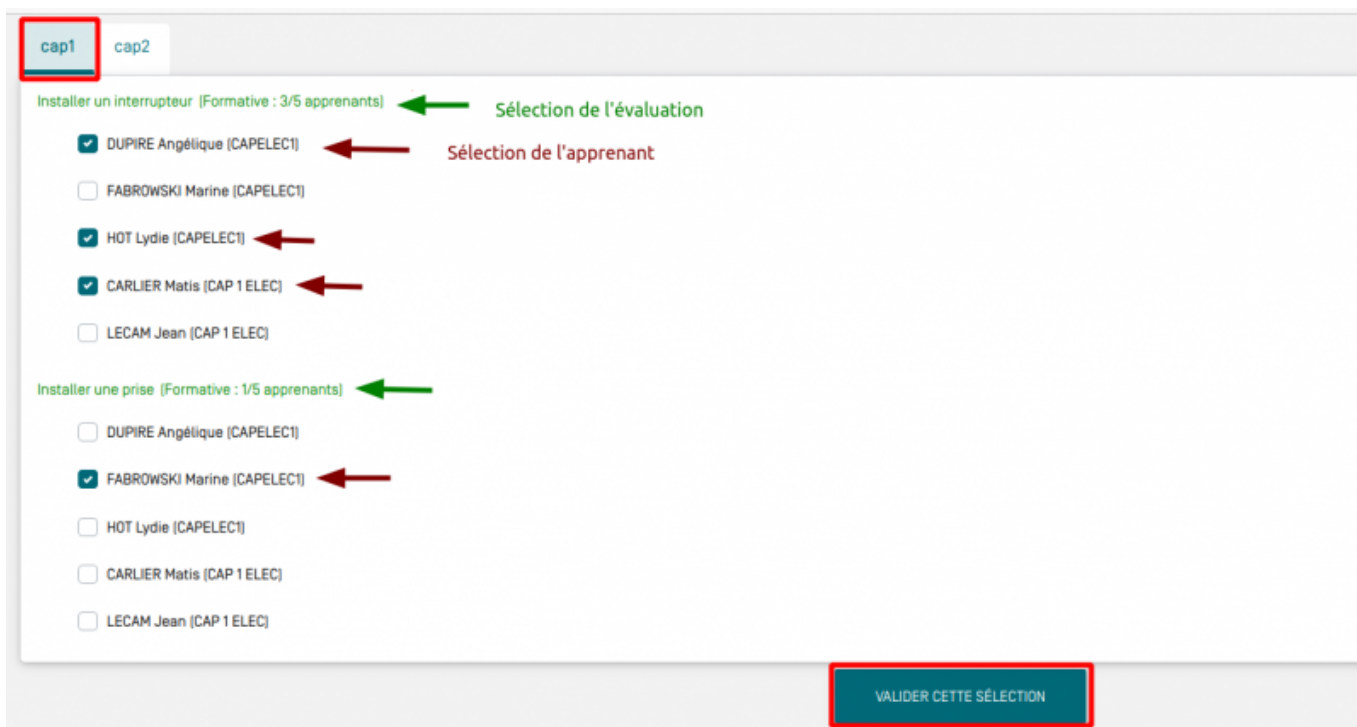 cap1 cap2
Installer un interrupteur (Formative : 3/5 apprenants) Sélection de l'évaluation
DUPIRE Angélique (CAPELEC1) Sélection de l'apprenant
FABROWSKI Marine (CAPELEC1)
HOT Lydie (CAPELEC1)
CARLIER Matis (CAP 1 ELEC)
LECAM Jean (CAP 1 ELEC)
Installer une prise (Formative : 1/5 apprenants)
DUPIRE Angélique (CAPELEC1)
FABROWSKI Marine (CAPELEC1)
HOT Lydie (CAPELEC1)
CARLIER Matis (CAP 1 ELEC)
LECAM Jean (CAP 1 ELEC)
VALIDER CETTE SÉLECTION